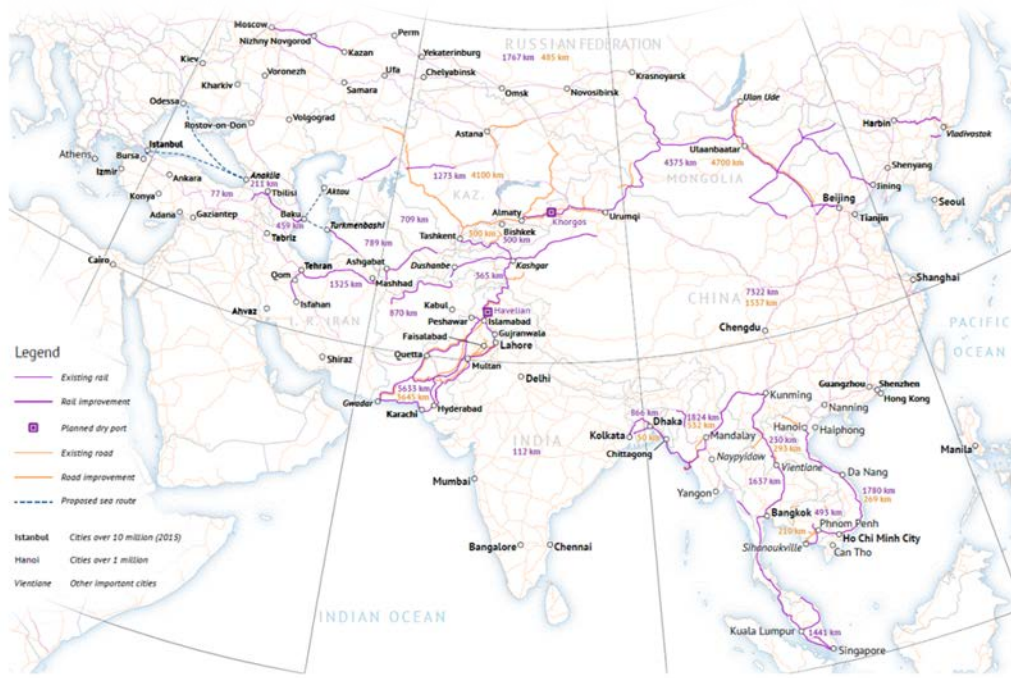 Moscow
Nizhny Novgorod
Kazan
Perm
Yekaterinburg
RUSSIAN FEDERATION
1767 km 485 km
Kiev
Voronezh
Ufa
Chelyabinsk
Kharkiv
Samara
Omsk
Novosibirsk
Krasnoyarsk
Odessa
Volgograd
Rostov-on-Don
Astana
Ulan Ude
Harbin
Vladivostok
Athens
Istanbul
Bursa
Izmir
Ankara
Anaklia
211 km
77 km
Tbilisi
Aktau
1273 km 4100 km
KAZ.
Ulaanbaatar
4373 km 4700 km
MONGOLIA
Shenyang
Jining
Seoul
Beijing
Tianjin
Konya
Adana
Gaziantep
Baku
459 km
Turkmenbashi
709 km
Almaty
Khorgos
Urumqi
Tabriz
789 km
Tashkent
300 km
Bishkek
500 km
Cairo
Tehran
Qom
Ashgabat
Mashhad
1325 km
Dushanbe
Kashgar
365 km
Shanghai
Isfahan
Ahvaz
I. R. IRAN
870 km
Kabul
Havelian
Peshawar
Islamabad
Faisalabad
Gujranwala
Lahore
CHINA
7322 km
1557 km
Chengdu
PACIFIC
OCEAN
Shiraz
Quetta
Multan
Delhi
Gwadar
5633 km
5645 km
Karachi
Hyderabad
Guangzhou
Shenzhen
Hong Kong
Kunming
Nanning
Hanoi
Haiphong
866 km
Dhaka
1824 km
552 km
Mandalay
Kolkata
50 km
Chittagong
INDIA
112 km
Naypyidaw
250 km
293 km
Vientiane
Manila
Mumbai
Yangon
1637 km
Da Nang
1780 km
269 km
Bangkok
493 km
Phnom Penh
210 km
Ho Chi Minh City
Sihanoukville
Can Tho
Bangalore
Chennai
INDIAN OCEAN
Kuala Lumpur
1441 km
Singapore
Legend
Existing rail
Rail improvement
Planned dry port
Existing road
Road improvement
Proposed sea route
Istanbul Cities over 10 million (2015)
Hanoi Cities over 1 million
Vientiane Other important cities